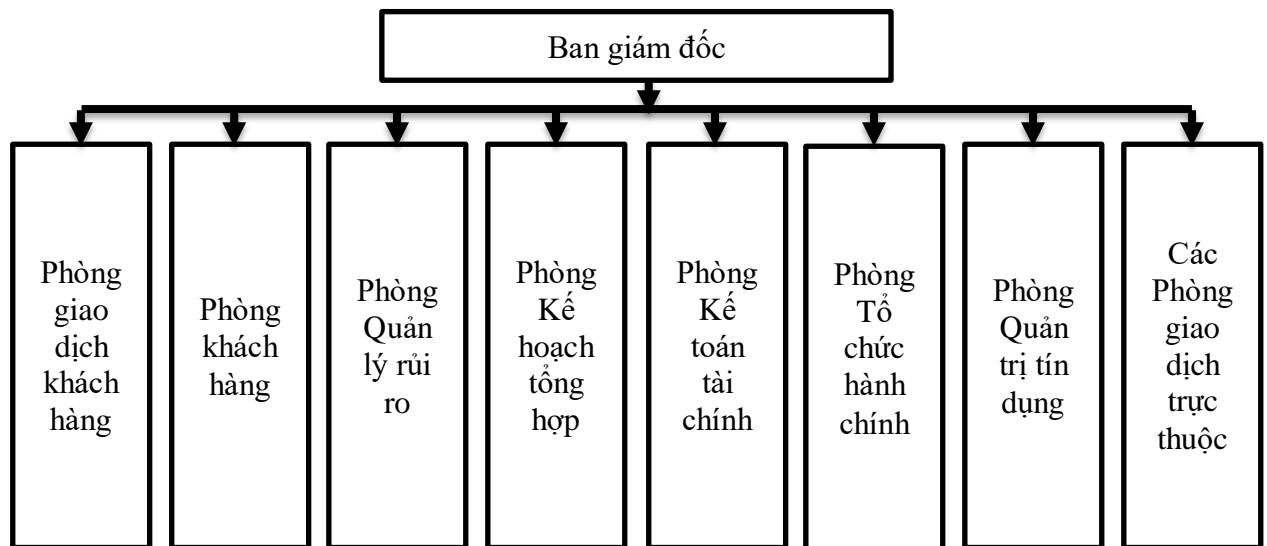 Ban giám đốc
Phòng
giao
dịch
khách
hàng
Phòng
khách
hàng
Phòng
Quản
lý rủi
ro
Phòng
Kế
hoạch
tổng
hợp
Phòng
Kế
toán
tài
chính
Phòng
Tổ
chức
hành
chính
Phòng
Quản
trị tín
dụng
Các
Phòng
giao
dịch
trực
thuộc